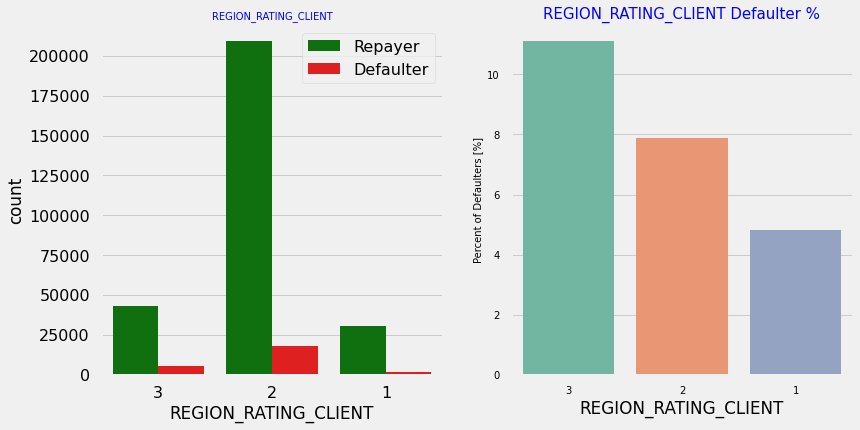 REGION_RATING_CLIENT
Repayer
Defaulter
count
200000
175000
150000
125000
100000
75000
50000
25000
0
3 2 1
REGION_RATING_CLIENT
REGION_RATING_CLIENT Defaulter %
Percent of Defaulters [%]
10
8
6
4
2
0
3 2 1
REGION_RATING_CLIENT